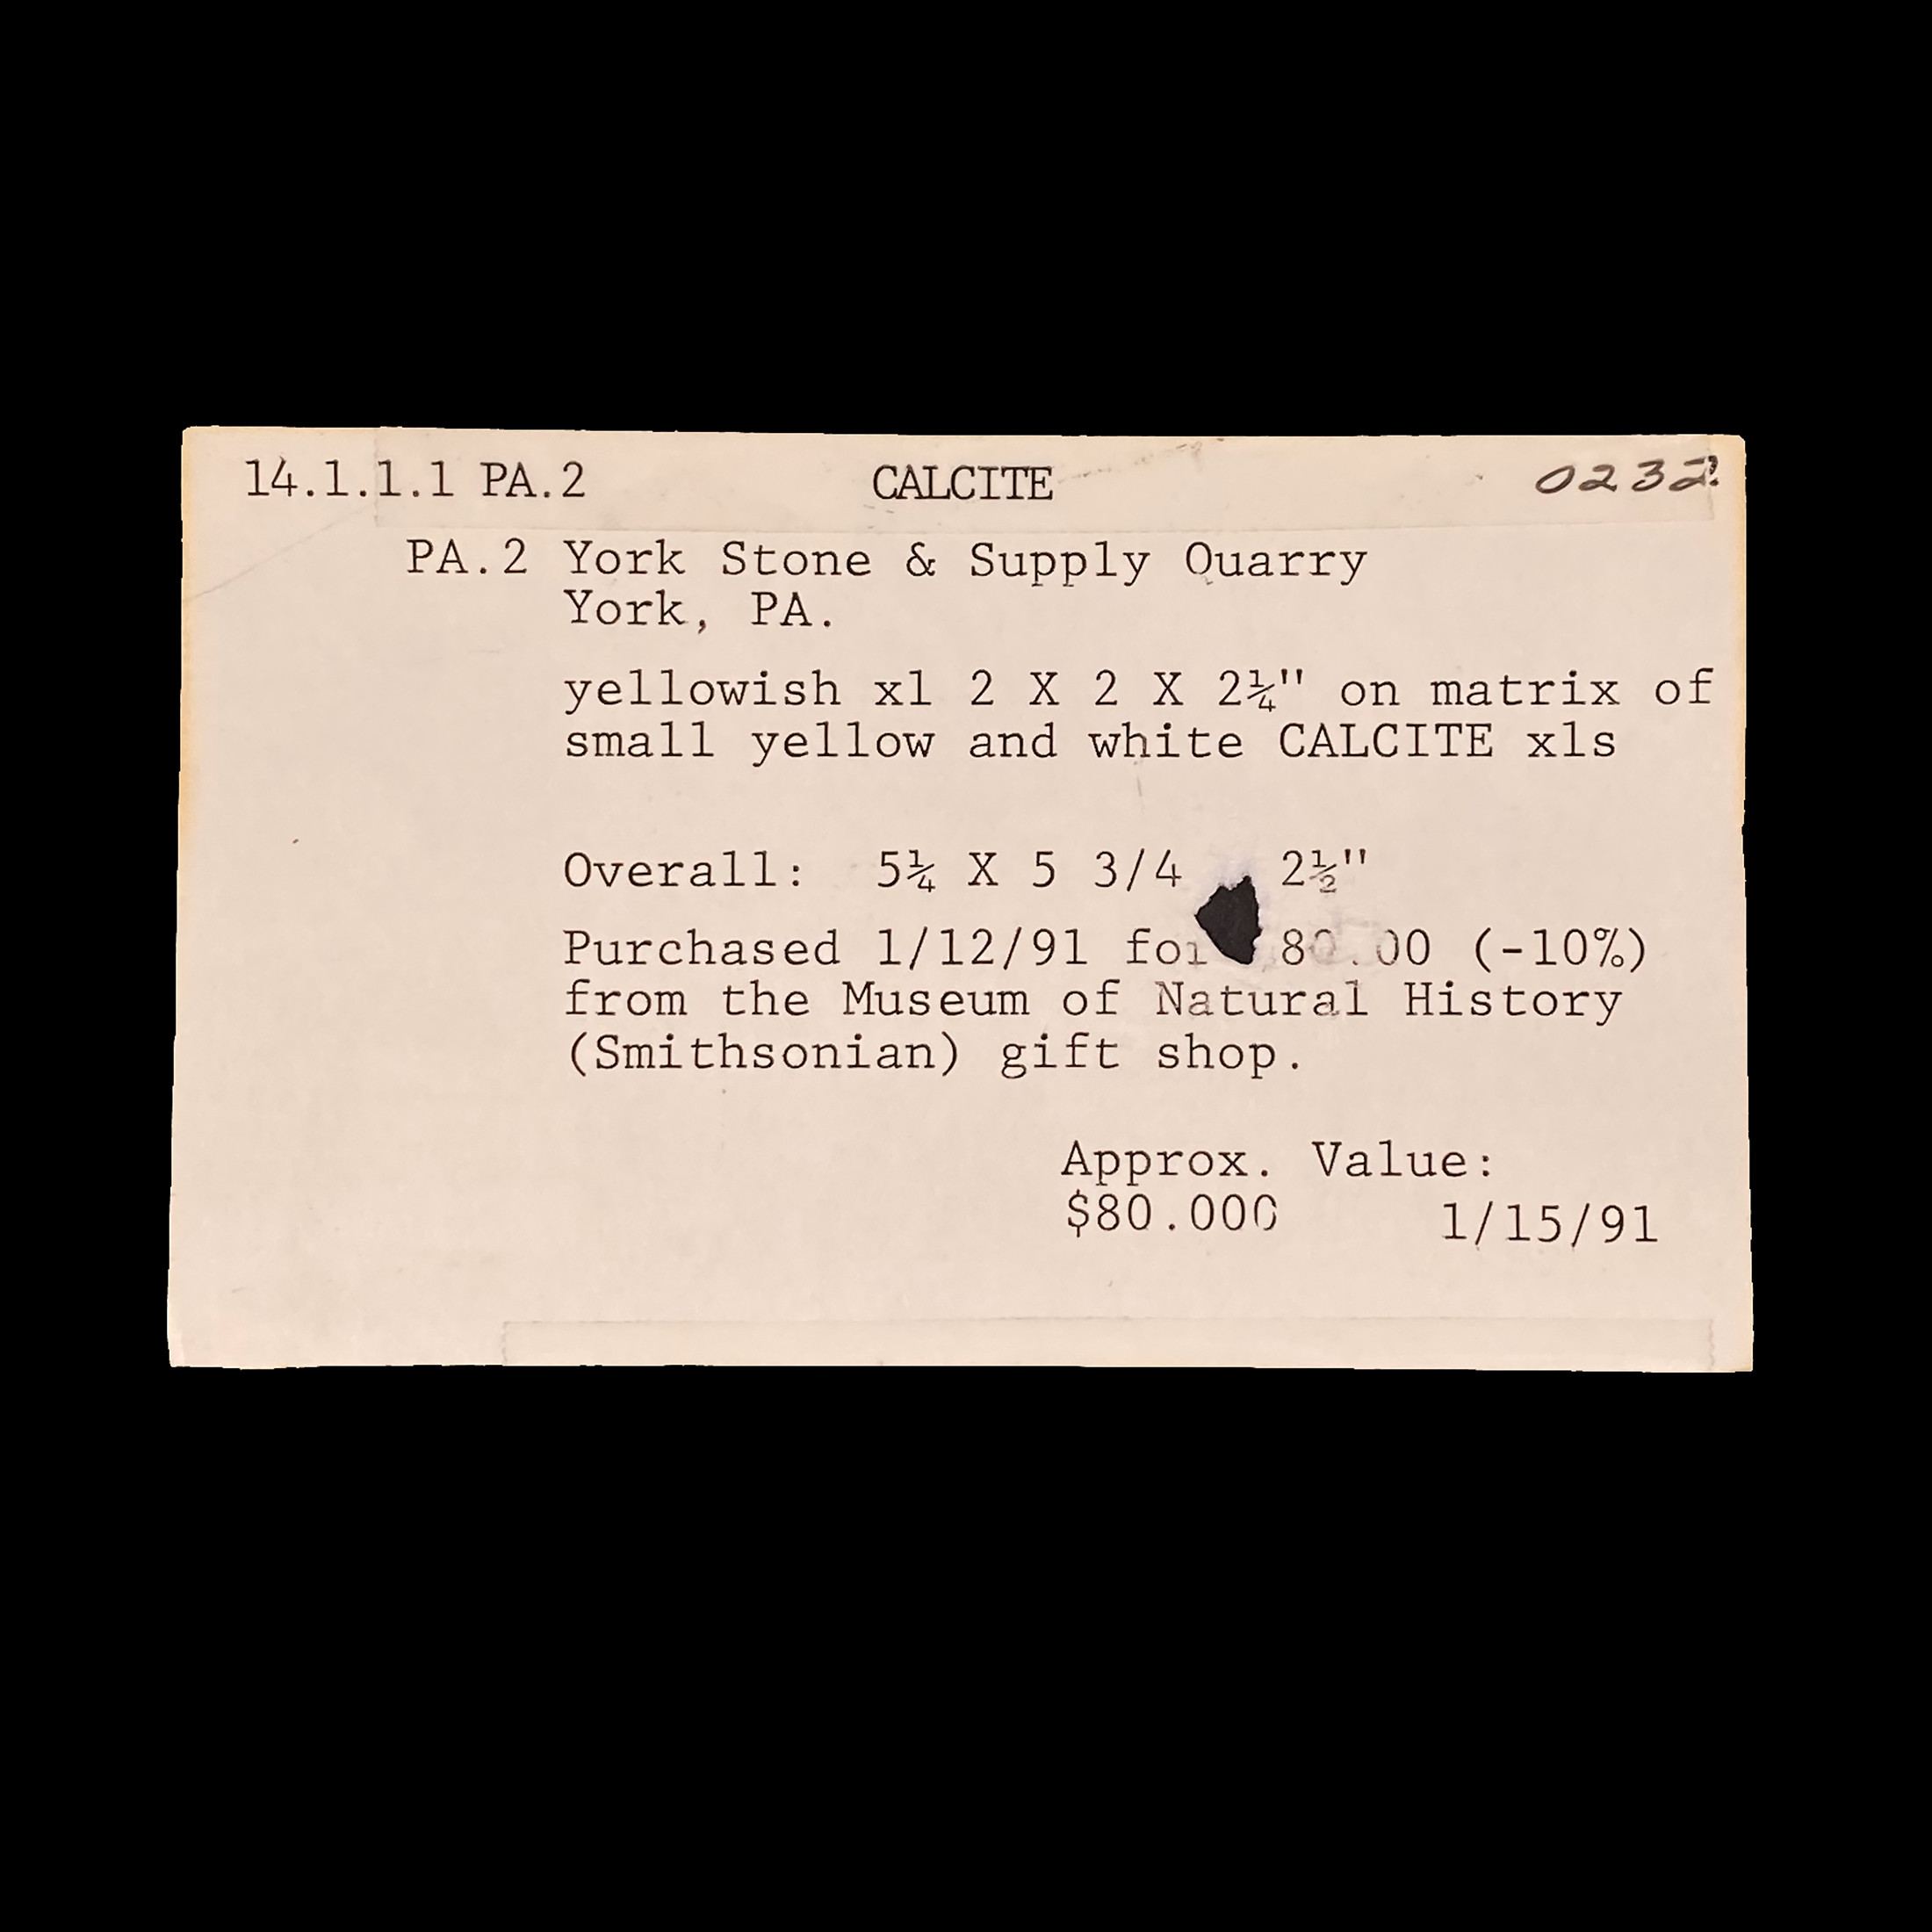 14.1.1.1 PA.2 CALCITE 0232
PA.2 York Stone & Supply Quarry
York, PA.
yellowish xl 2 X 2 X 2¼" on matrix of
small yellow and white CALCITE xls
Overall: 5¼ X 5 3/4 2½"
Purchased 1/12/91 for 80.00 (-10%)
from the Museum of Natural History
(Smithsonian) gift shop.
Approx. Value:
$80.000 1/15/91